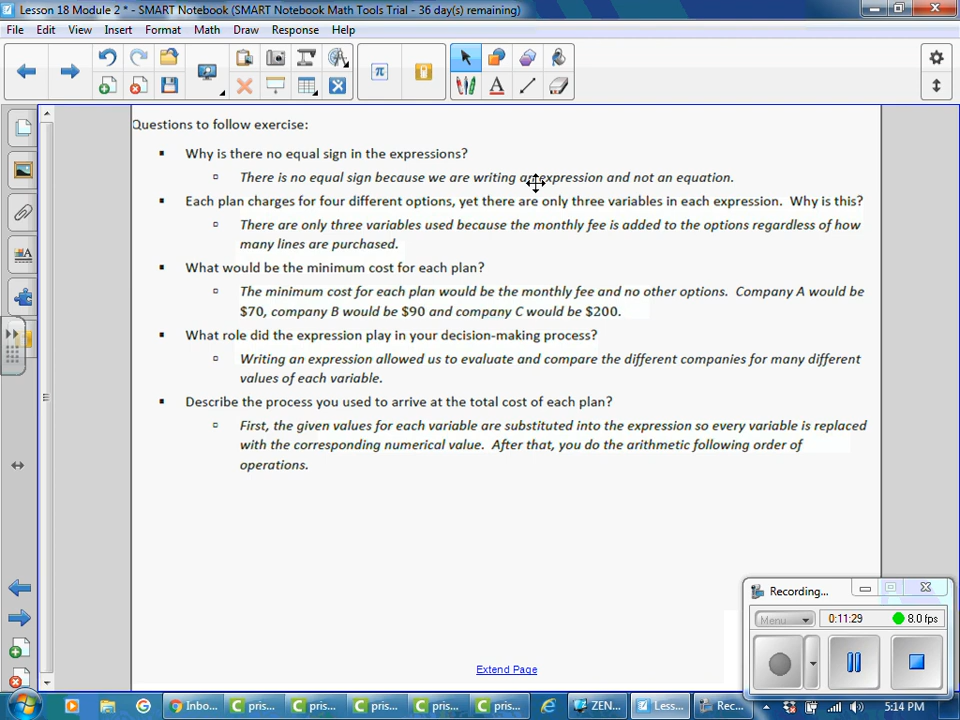 Lesson 18 Module 2 * - SMART Notebook (SMART Notebook Math Tools Trial - 36 day(s) remaining)
File Edit View Insert Format Math Draw Response Help
Questions to follow exercise:
▪ Why is there no equal sign in the expressions?
▫ There is no equal sign because we are writing an expression and not an equation.
▪ Each plan charges for four different options, yet there are only three variables in each expression. Why is this?
▫ There are only three variables used because the monthly fee is added to the options regardless of how
many lines are purchased.
▪ What would be the minimum cost for each plan?
▫ The minimum cost for each plan would be the monthly fee and no other options. Company A would be
$70, company B would be $90 and company C would be $200.
▪ What role did the expression play in your decision-making process?
▫ Writing an expression allowed us to evaluate and compare the different companies for many different
values of each variable.
▪ Describe the process you used to arrive at the total cost of each plan?
▫ First, the given values for each variable are substituted into the expression so every variable is replaced
with the corresponding numerical value. After that, you do the arithmetic following order of
operations.
Recording...
Menu 0:11:29 8.0 fps
Extend Page
Inbo... pris... pris... pris... pris... pris... ZEN... Less... Rec... 5:14 PM